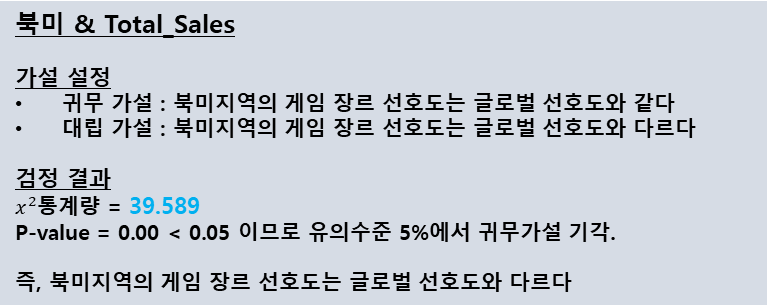 북미 & Total_Sales
가설 설정
• 귀무 가설 : 북미지역의 게임 장르 선호도는 글로벌 선호도와 같다
• 대립 가설 : 북미지역의 게임 장르 선호도는 글로벌 선호도와 다르다
검정 결과
𝑥²통계량 = 39.589
P-value = 0.00 < 0.05 이므로 유의수준 5%에서 귀무가설 기각.
즉, 북미지역의 게임 장르 선호도는 글로벌 선호도와 다르다